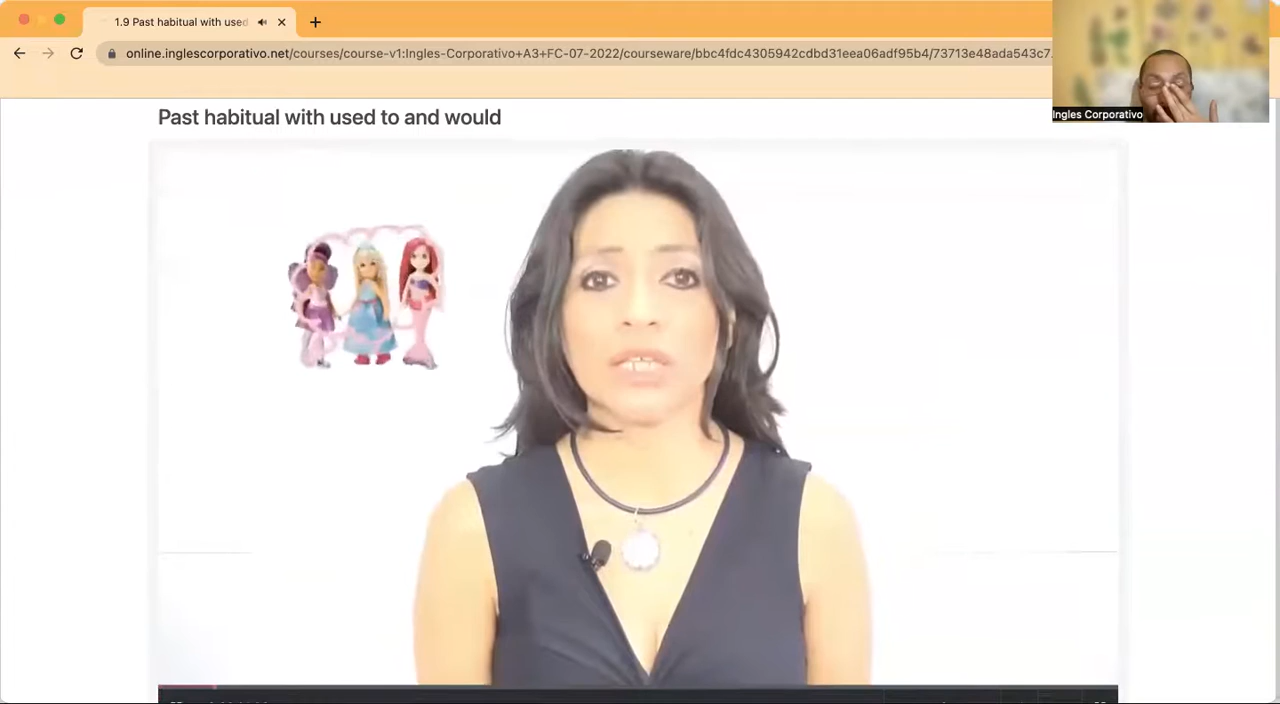 1.9 Past habitual with used
online.inglescorporativo.net/courses/course-v1:Ingles-Corporativo+A3+FC-07-2022/courseware/bbc4fdc4305942cdbd31eea06adf95b4/73713e48ada543c7.
Ingles Corporativo
Past habitual with used to and would